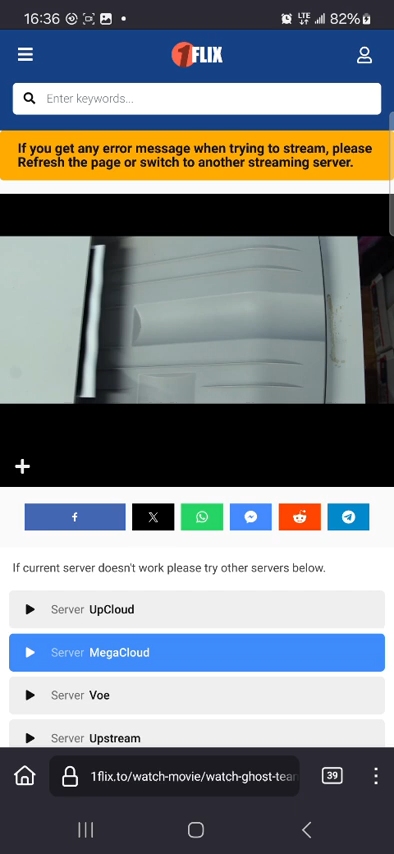 16:36 LTE 82%
1FLIX
Enter keywords...
If you get any error message when trying to stream, please
Refresh the page or switch to another streaming server.
If current server doesn't work please try other servers below.
Server UpCloud
Server MegaCloud
Server Voe
Server Upstream
39
1flix.to/watch-movie/watch-ghost-tear